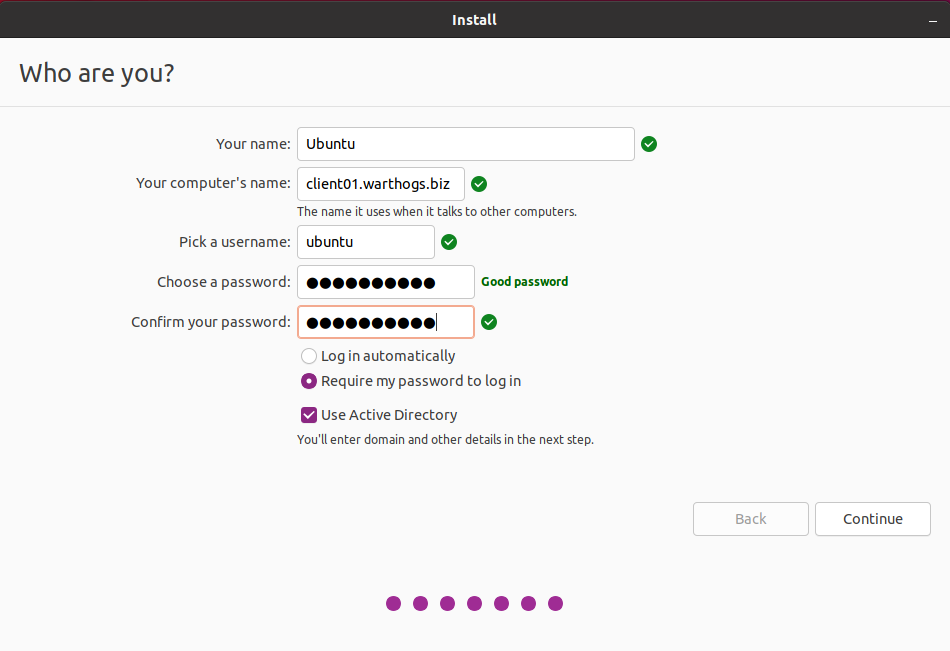 Install
Who are you?
Your name: Ubuntu
Your computer's name: client01.warthogs.biz
The name it uses when it talks to other computers.
Pick a username: ubuntu
Choose a password: ●●●●●●●●●● Good password
Confirm your password: ●●●●●●●●●●
Log in automatically
Require my password to log in
Use Active Directory
You'll enter domain and other details in the next step.
Back Continue